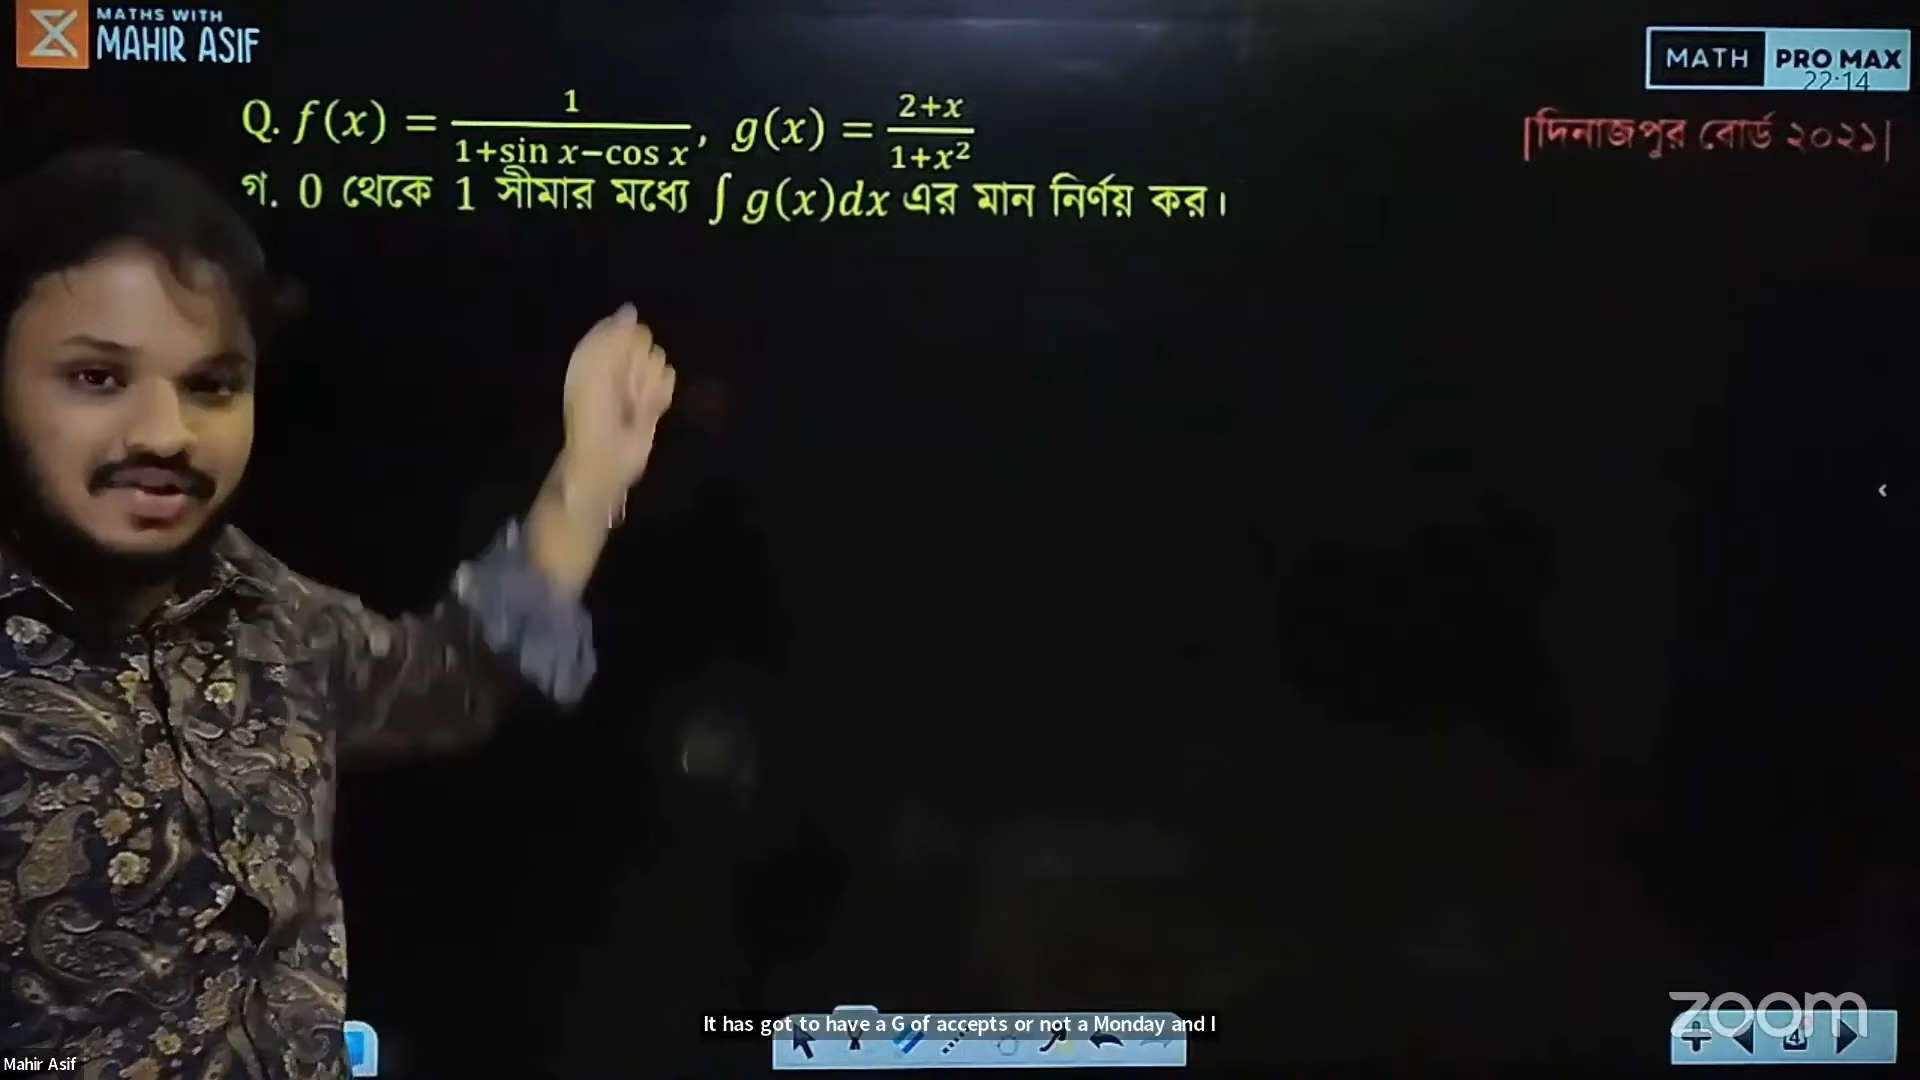 MATHS WITH
MAHIR ASIF
MATH PRO MAX
22:14
Q. f(x) = 1/(1+sin x−cos x), g(x) = (2+x)/(1+x²)
|দিনাজপুর বোর্ড ২০২১|
গ. 0 থেকে 1 সীমার মধ্যে ∫ g(x)dx এর মান নির্ণয় কর।
It has got to have a G of accepts or not a Monday and I
zoom
4
Mahir Asif